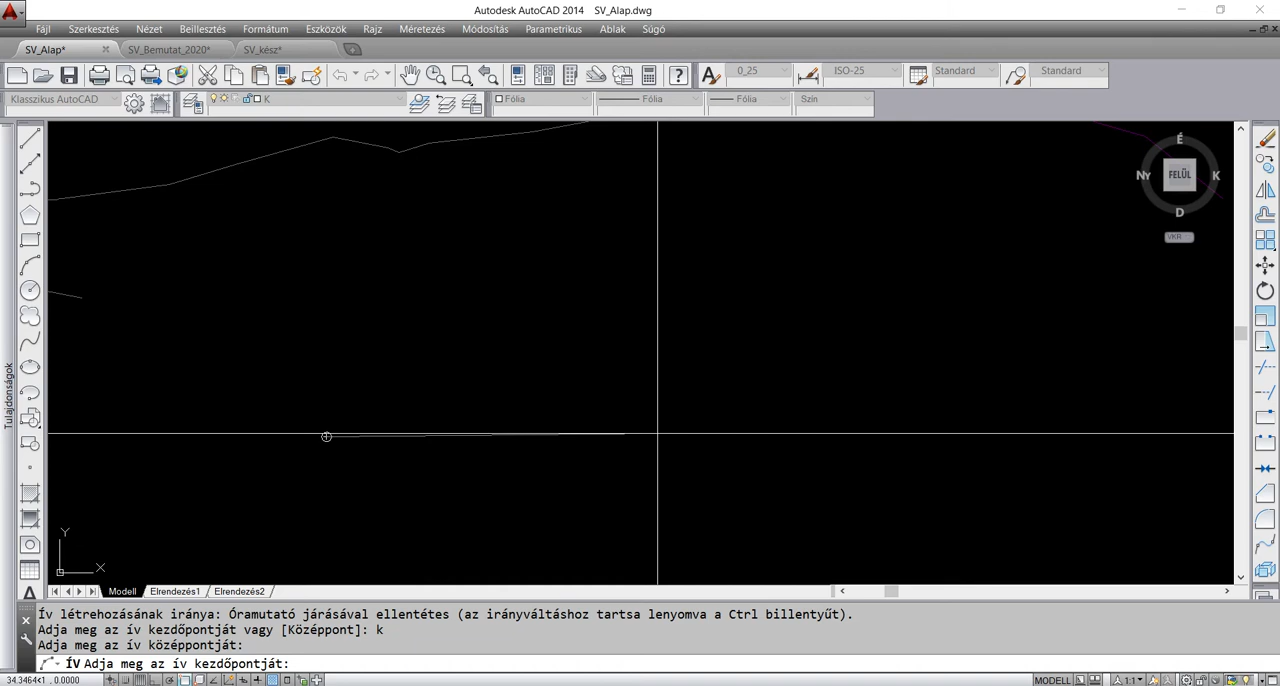 Autodesk AutoCAD 2014 SV_Alap.dwg
Fájl Szerkesztés Nézet Beillesztés Formátum Eszközök Rajz Méretezés Módosítás Parametrikus Ablak Súgó
SV_Alap* SV_Bemutat_2020* SV_kész*
0_25 ISO-25 Standard Standard
Klasszikus AutoCAD K Fólia Fólia Fólia Szín
É
NY FELÜL K
D
VKR
Tulajdonságok
Y
X
Modell Elrendezés1 Elrendezés2
Ív létrehozásának iránya: Óramutató járásával ellentétes (az irányváltáshoz tartsa lenyomva a Ctrl billentyűt).
Adja meg az ív kezdőpontját vagy [Középpont]: k
Adja meg az ív középpontját:
ÍV Adja meg az ív kezdőpontját:
34.3464<1 , 0.0000 MODELL 1:1